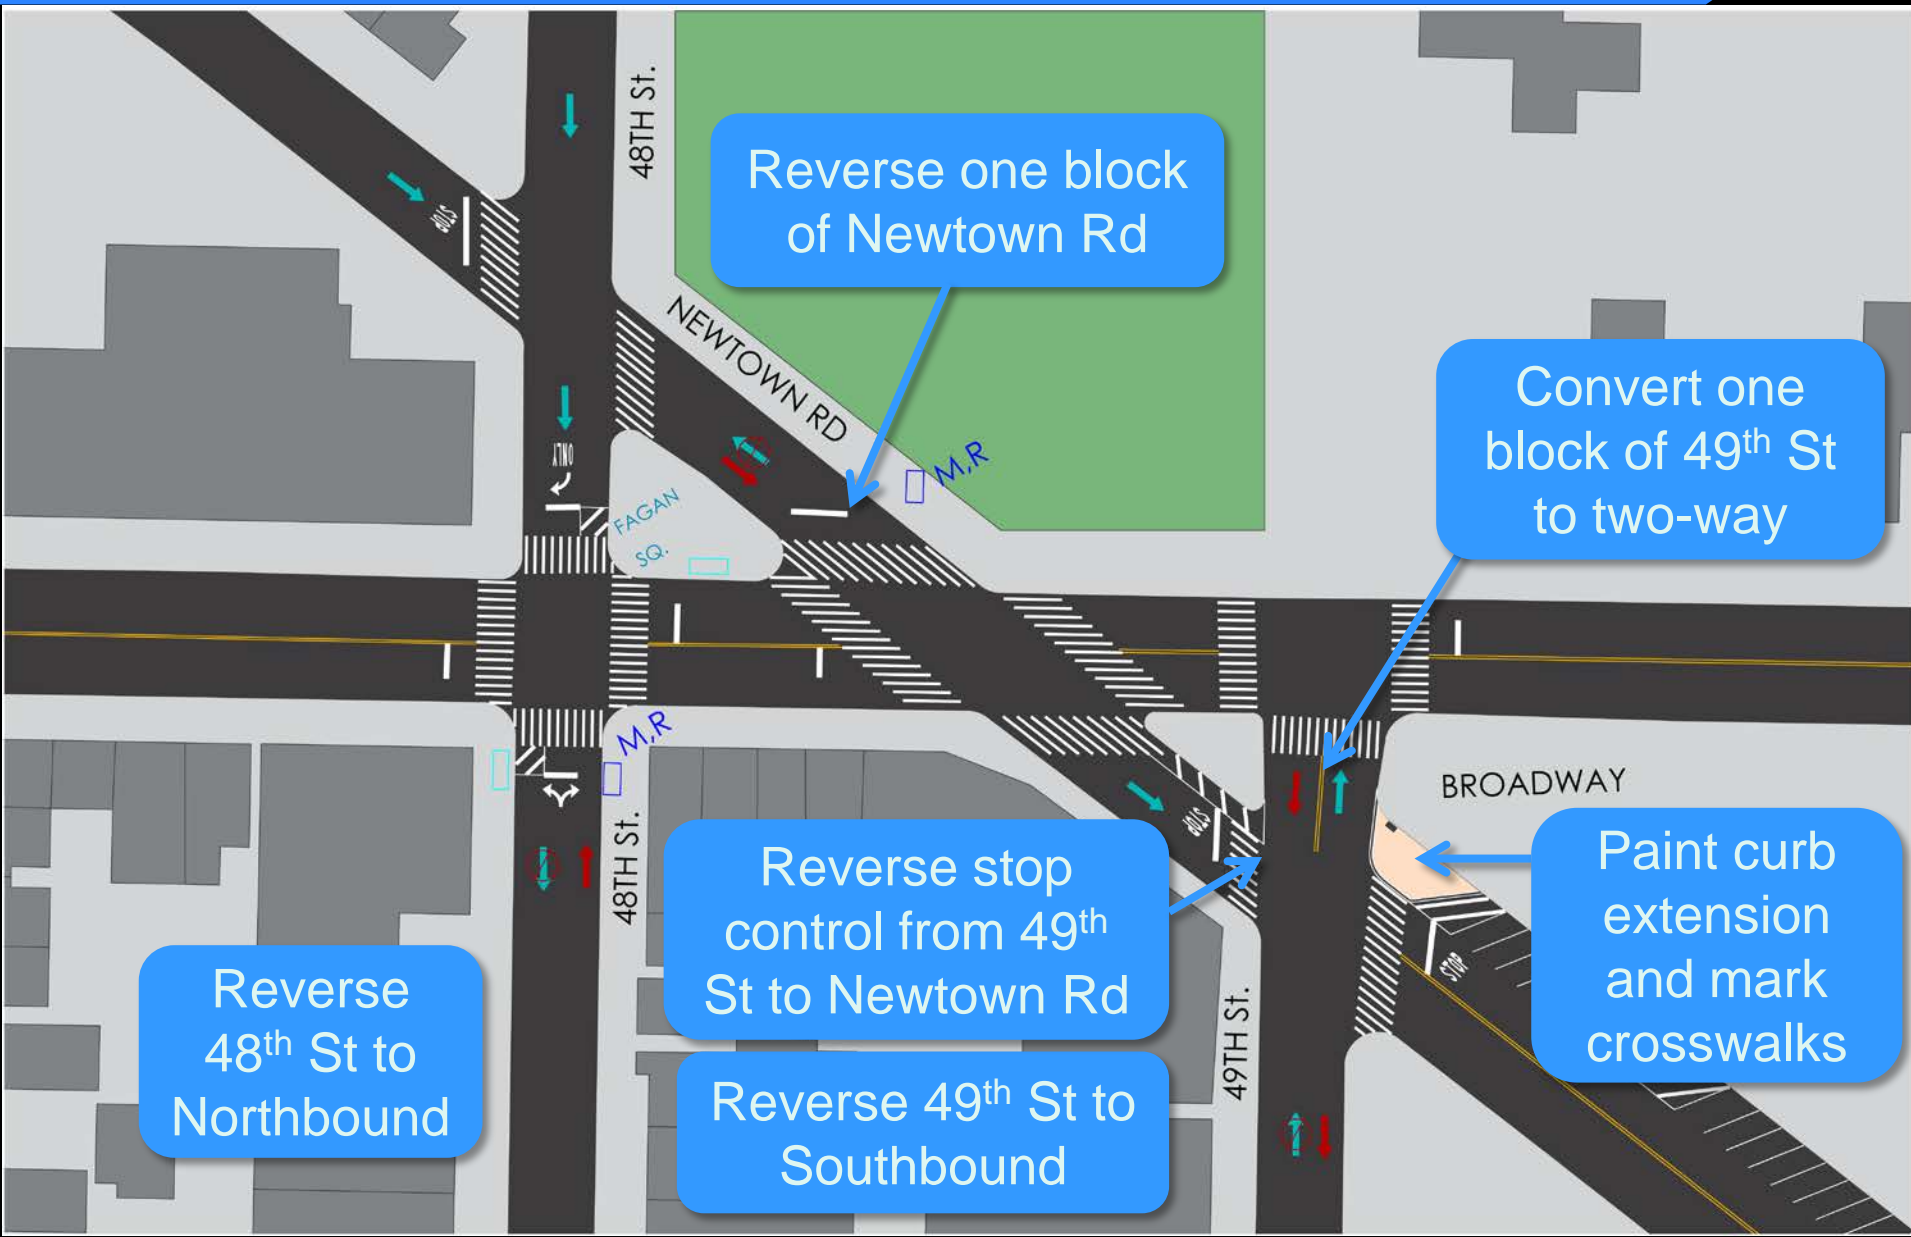 48TH St.
Reverse one block
of Newtown Rd
STOP
NEWTOWN RD
Convert one
block of 49th St
to two-way
ONLY
M,R
FAGAN
SQ.
M,R
BROADWAY
48TH St.
STOP
Reverse stop
control from 49th
St to Newtown Rd
Paint curb
extension
and mark
crosswalks
STOP
Reverse
48th St to
Northbound
49TH St.
Reverse 49th St to
Southbound